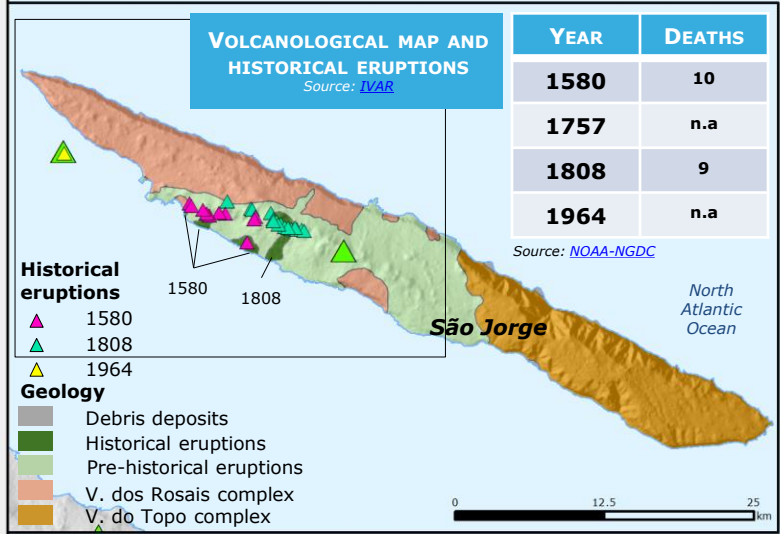 VOLCANOLOGICAL MAP AND
HISTORICAL ERUPTIONS
Source: IVAR
YEAR DEATHS
1580 10
1757 n.a
1808 9
1964 n.a
Source: NOAA-NGDC
1580
1808
São Jorge
North
Atlantic
Ocean
Historical
eruptions
1580
1808
1964
Geology
Debris deposits
Historical eruptions
Pre-historical eruptions
V. dos Rosais complex
V. do Topo complex
0 12.5 25
km